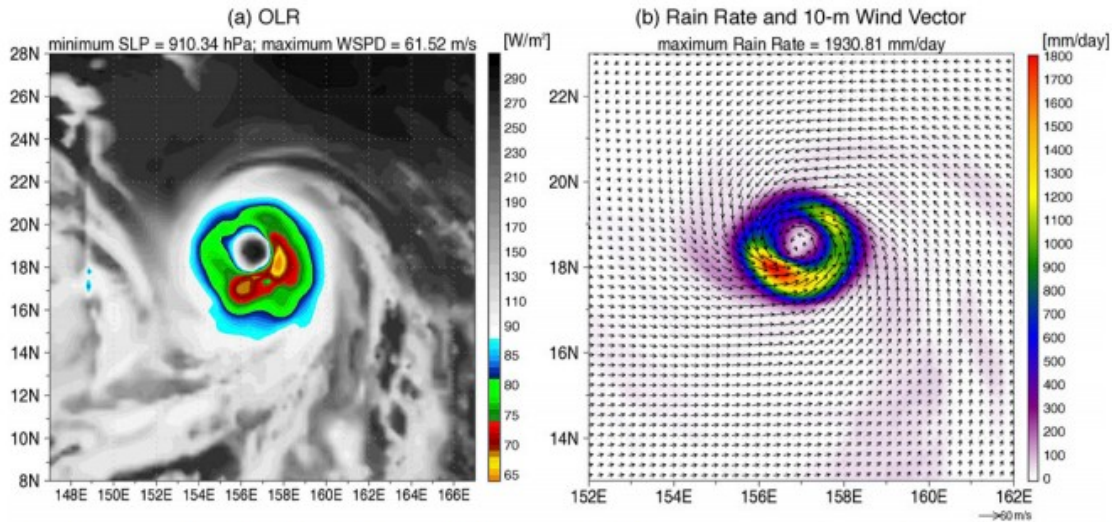 (a) OLR
minimum SLP = 910.34 hPa; maximum WSPD = 61.52 m/s
[W/m²]
28N
26N
24N
22N
20N
18N
16N
14N
12N
10N
8N
148E 150E 152E 154E 156E 158E 160E 162E 164E 166E
290
270
250
230
210
190
170
150
130
110
90
85
80
75
70
65
(b) Rain Rate and 10-m Wind Vector
maximum Rain Rate = 1930.81 mm/day
[mm/day]
22N
20N
18N
16N
14N
152E 154E 156E 158E 160E 162E
1800
1700
1600
1500
1400
1300
1200
1100
1000
900
800
700
600
500
400
300
200
100
0
60 m/s